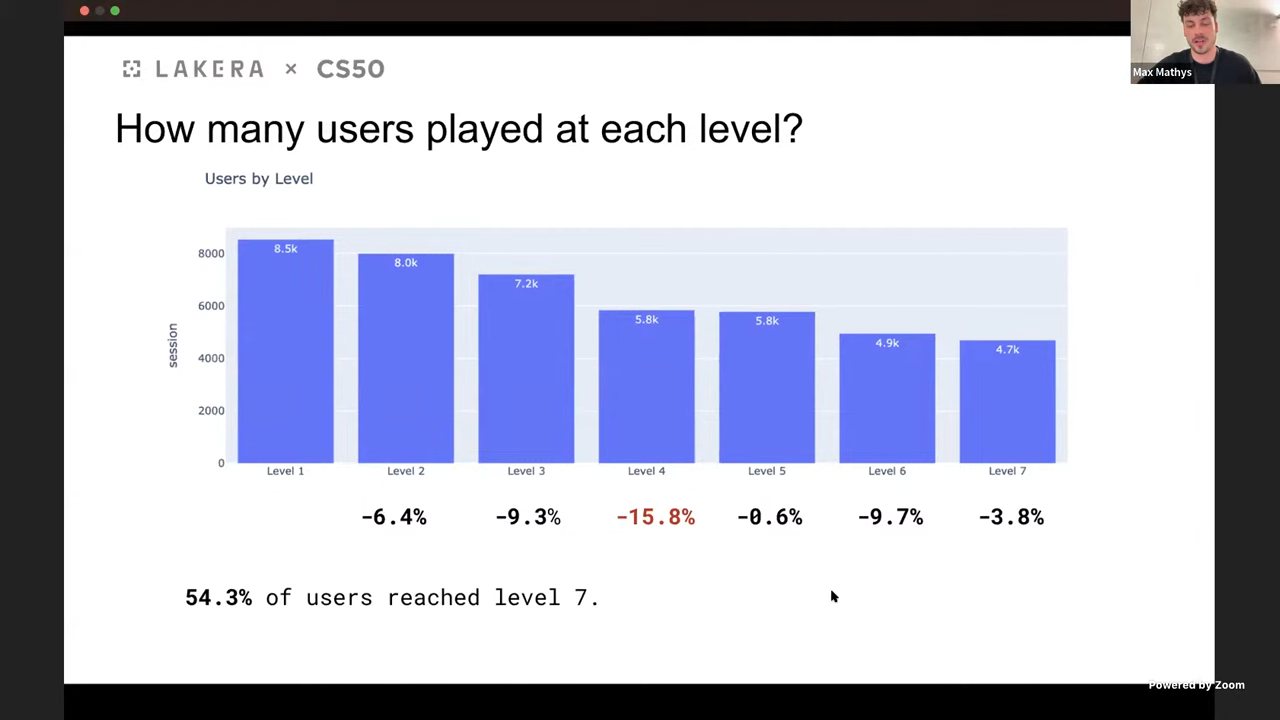 LAKERA × CS50
Max Mathys
How many users played at each level?
Users by Level
8000
6000
4000
2000
0
session
8.5k
8.0k
7.2k
5.8k
5.8k
4.9k
4.7k
Level 1 Level 2 Level 3 Level 4 Level 5 Level 6 Level 7
-6.4% -9.3% -15.8% -0.6% -9.7% -3.8%
54.3% of users reached level 7.
Powered by Zoom